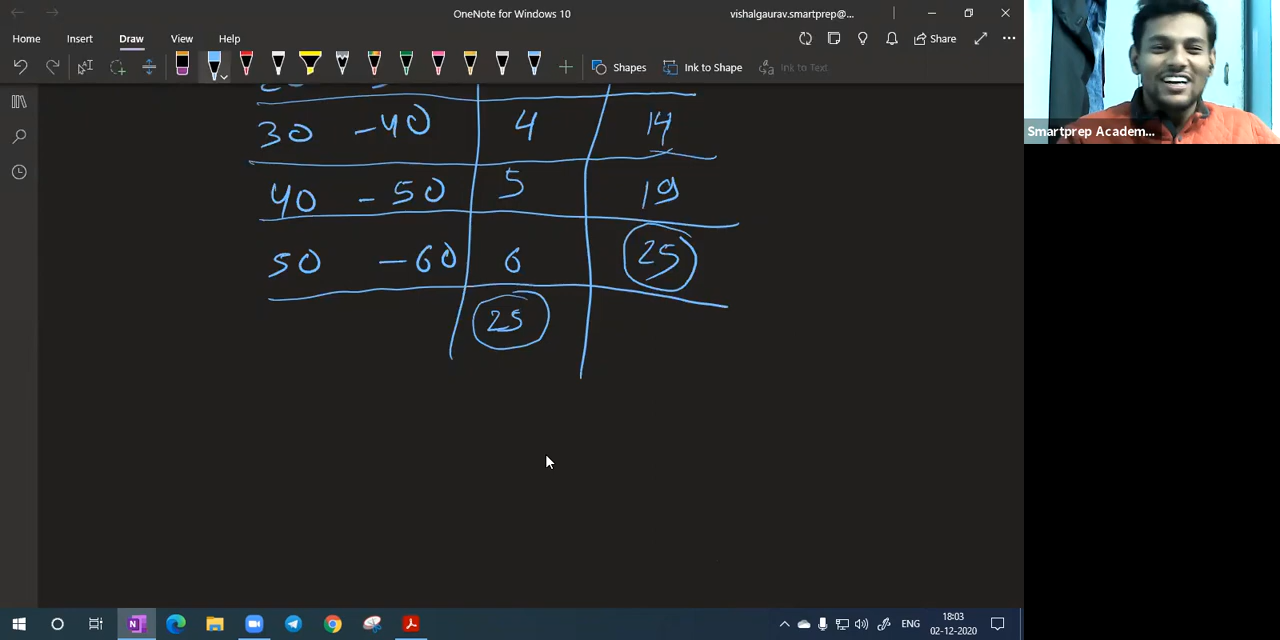 OneNote for Windows 10
vishalgaurav.smartprep@...
Home Insert Draw View Help
Share
Shapes Ink to Shape Ink to Text
30 - 40 4 14
40 - 50 5 19
50 - 60 6 25
25
Smartprep Academ...
ENG
18:03
02-12-2020